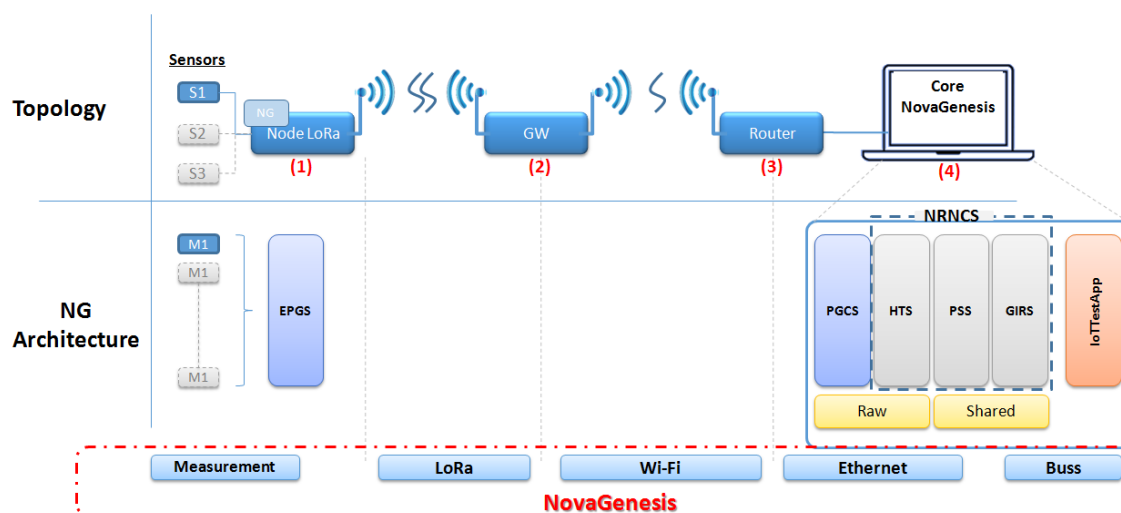 Sensors
S1
S2
S3
Topology
NG
Node LoRa
(1)
GW
(2)
Router
(3)
Core
NovaGenesis
(4)
NG
Architecture
M1
M1
M1
EPGS
NRNCS
PGCS
HTS
PSS
GIRS
IoTTestApp
Raw
Shared
Measurement
LoRa
Wi-Fi
Ethernet
Buss
NovaGenesis